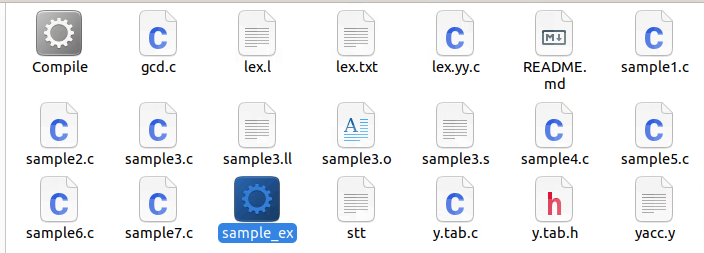 Compile gcd.c lex.l lex.txt lex.yy.c README.md sample1.c
sample2.c sample3.c sample3.ll sample3.o sample3.s sample4.c sample5.c
sample6.c sample7.c sample_ex stt y.tab.c y.tab.h yacc.y